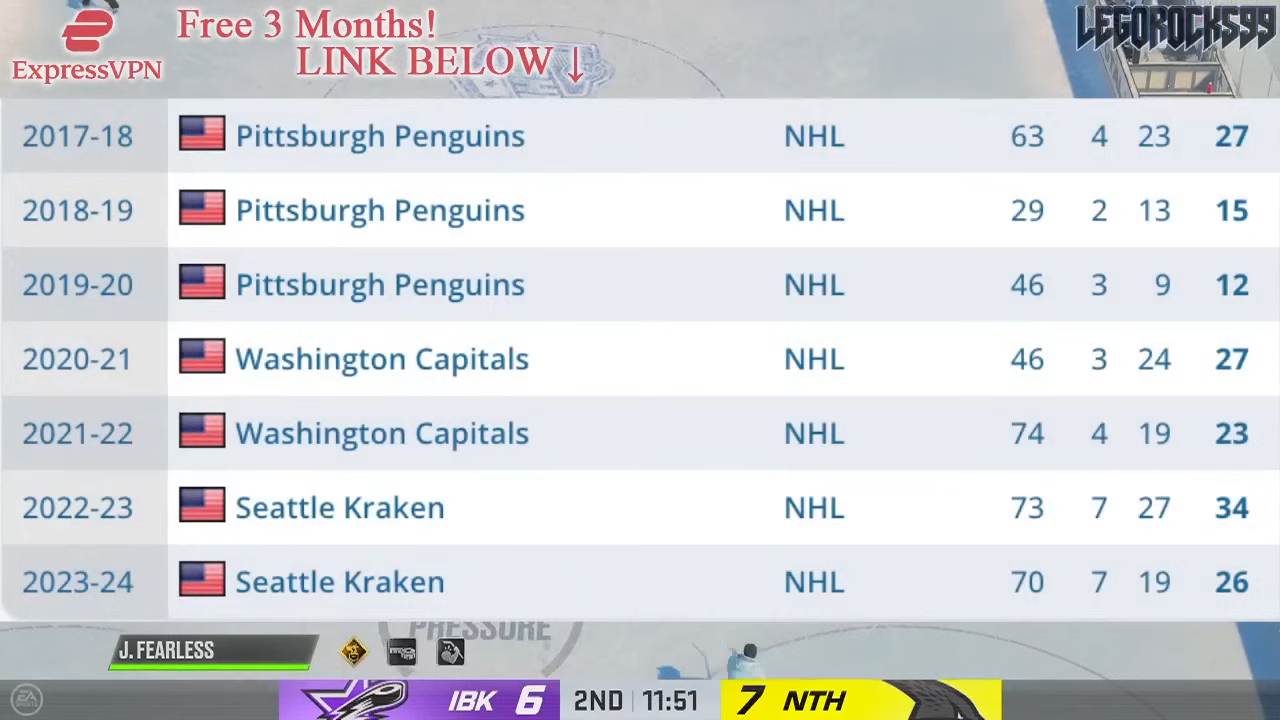 ExpressVPN
Free 3 Months!
LINK BELOW ↓
LEGOROCKS99
2017-18 Pittsburgh Penguins NHL 63 4 23 27
2018-19 Pittsburgh Penguins NHL 29 2 13 15
2019-20 Pittsburgh Penguins NHL 46 3 9 12
2020-21 Washington Capitals NHL 46 3 24 27
2021-22 Washington Capitals NHL 74 4 19 23
2022-23 Seattle Kraken NHL 73 7 27 34
2023-24 Seattle Kraken NHL 70 7 19 26
PRESSURE
J. FEARLESS
EA SPORTS
IBK 6 2ND 11:51 7 NTH